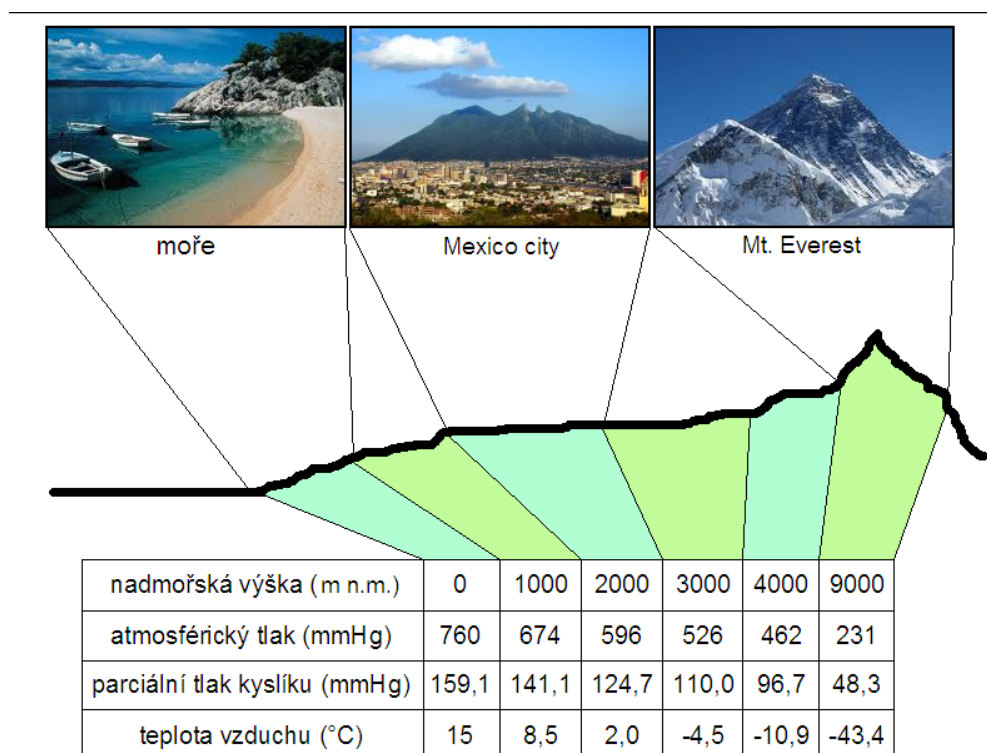 moře Mexico city Mt. Everest
nadmořská výška (m n.m.) 0 1000 2000 3000 4000 9000
atmosférický tlak (mmHg) 760 674 596 526 462 231
parciální tlak kyslíku (mmHg) 159,1 141,1 124,7 110,0 96,7 48,3
teplota vzduchu (°C) 15 8,5 2,0 -4,5 -10,9 -43,4